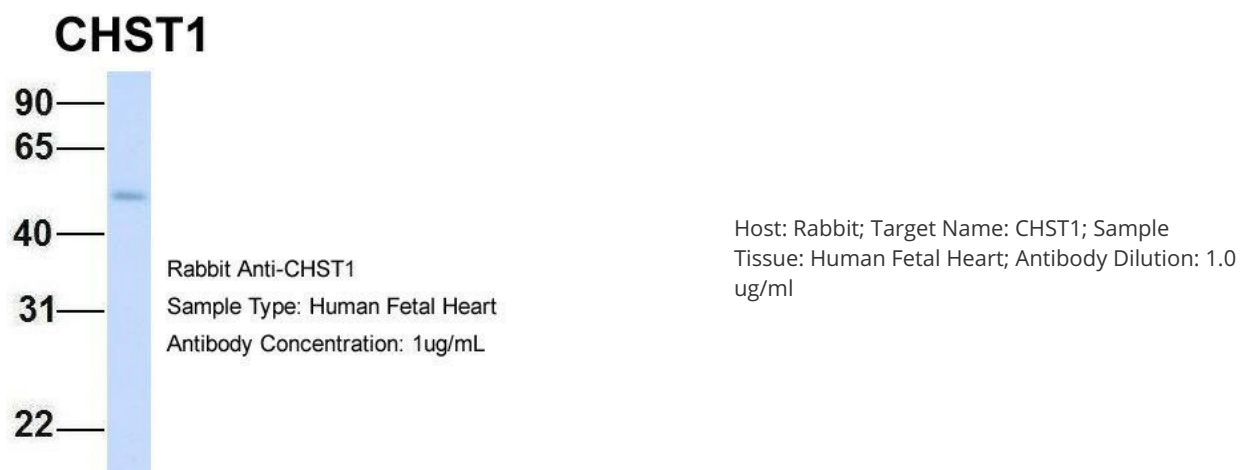 CHST1
90
65
40
31
22
Rabbit Anti-CHST1
Sample Type: Human Fetal Heart
Antibody Concentration: 1ug/mL
Host: Rabbit; Target Name: CHST1; Sample
Tissue: Human Fetal Heart; Antibody Dilution: 1.0
ug/ml